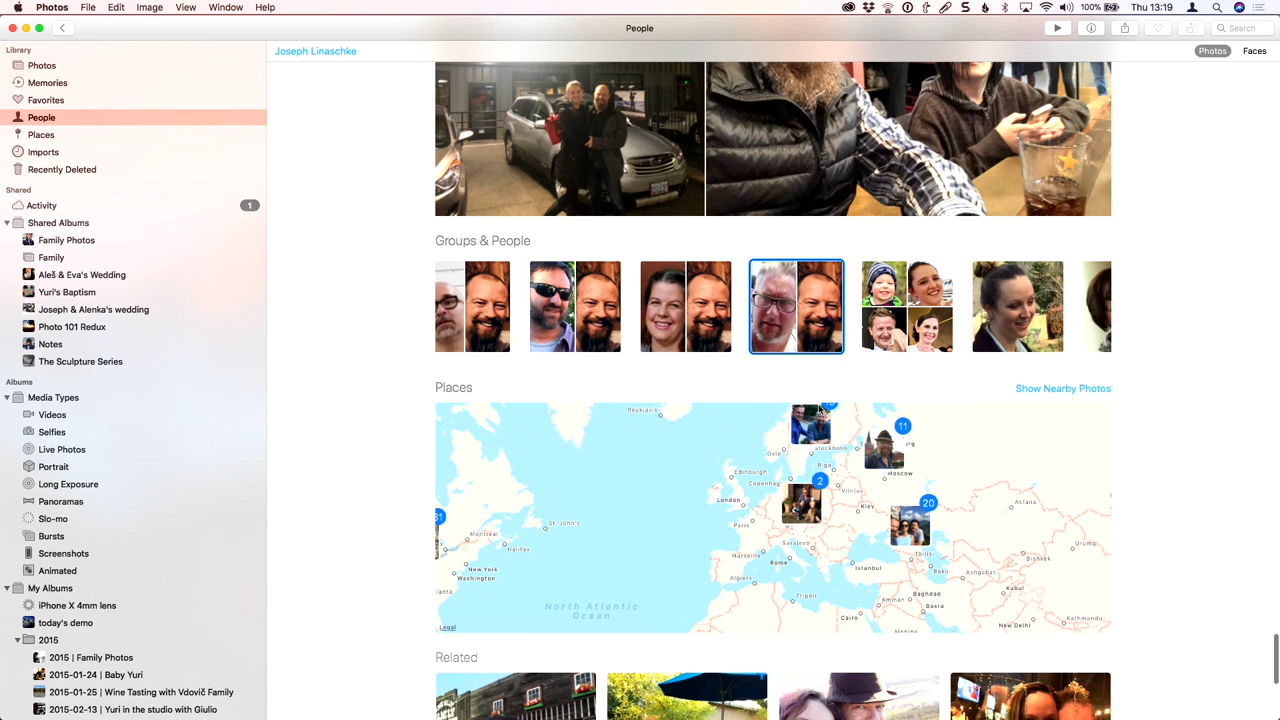 Photos File Edit Image View Window Help 100% Thu 13:19
People Search
Library
Photos
Memories
Favorites
People
Places
Imports
Recently Deleted
Shared
Activity 1
Shared Albums
Family Photos
Family
Aleš & Eva's Wedding
Yuri's Baptism
Joseph & Alenka's wedding
Photo 101 Redux
Notes
The Sculpture Series
Albums
Media Types
Videos
Selfies
Live Photos
Portrait
Long Exposure
Panoramas
Slo-mo
Bursts
Screenshots
Animated
My Albums
iPhone X 4mm lens
today's demo
2015
2015 | Family Photos
2015-01-24 | Baby Yuri
2015-01-25 | Wine Tasting with Vdovič Family
2015-02-13 | Yuri in the studio with Giulio
Joseph Linaschke Photos Faces
Groups & People
Places Show Nearby Photos
Reykjavik
11
Oslo Stockholm
Riga
Edinburgh Moscow
Copenhag
2 Vilnius
London 20
Kiev Astana
Paris
St. John's
Montreal Sarajevo Tbili
Halifax Marseille Bishkek Urumq
Rome Istanbul Baku
New York Ashgabat
Washington Algiers Kabul
Baghdad
Tripoli Amman
Basra
North Atlantic
Ocean Cairo New Delhi Kathmandu
Legal
Related